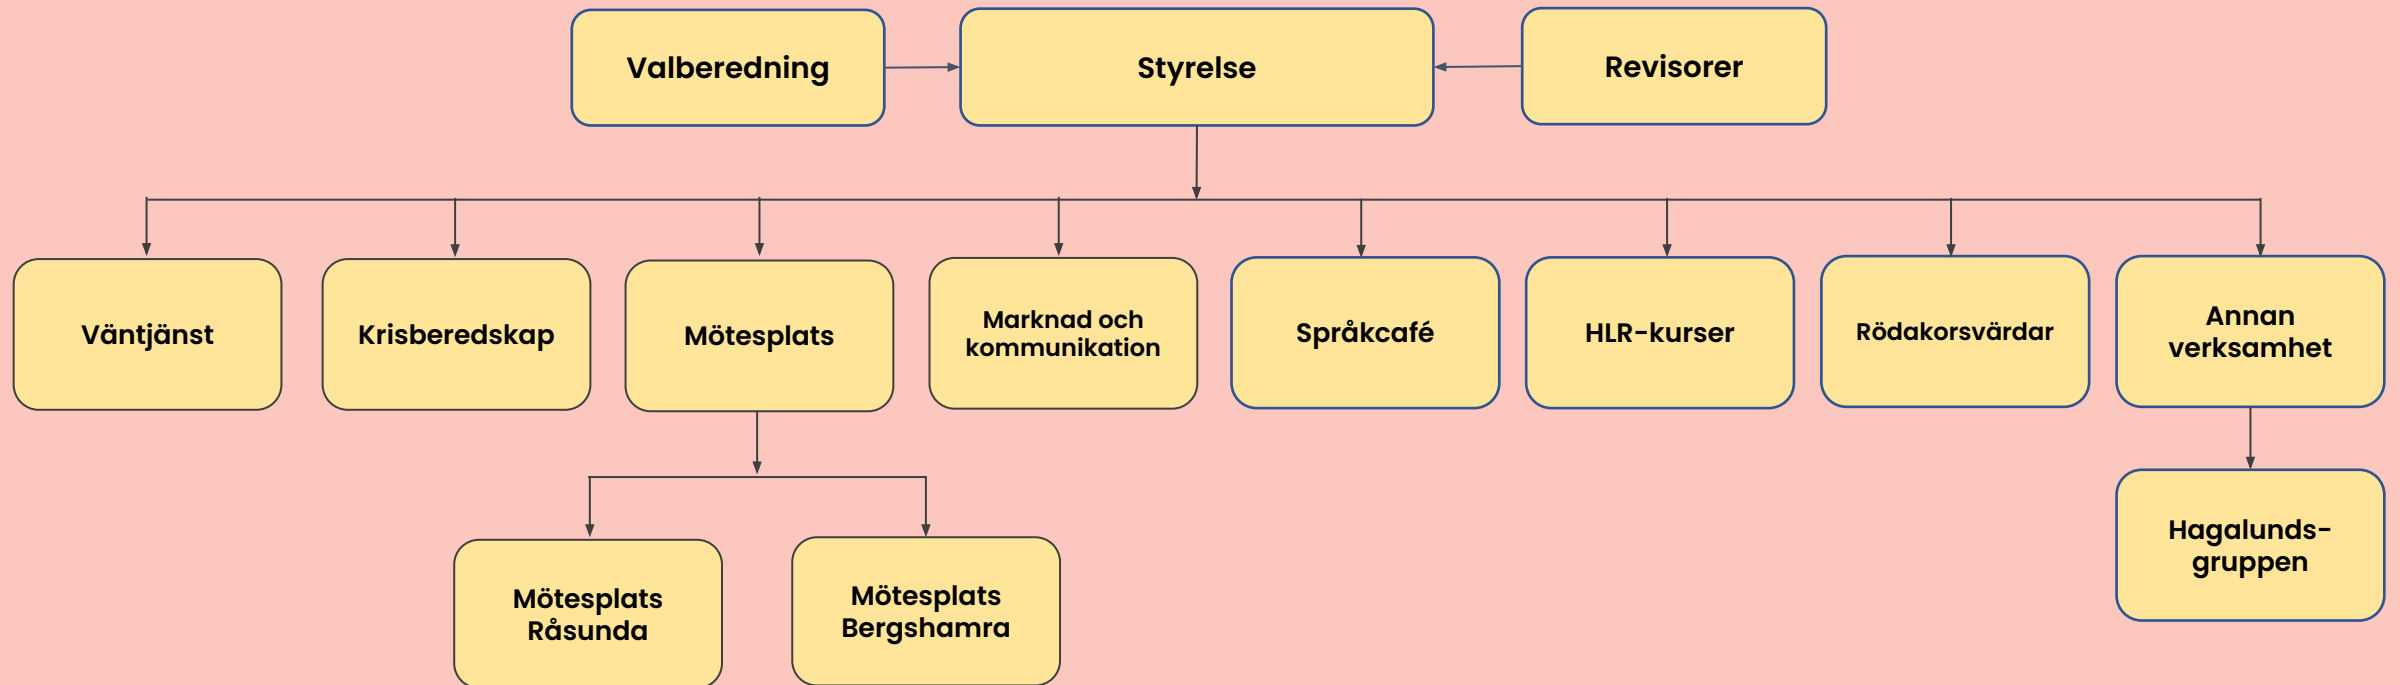 Valberedning
Styrelse
Revisorer
Väntjänst
Krisberedskap
Mötesplats
Marknad och
kommunikation
Språkcafé
HLR-kurser
Rödakorsvärdar
Annan
verksamhet
Hagalunds-
gruppen
Mötesplats
Råsunda
Mötesplats
Bergshamra